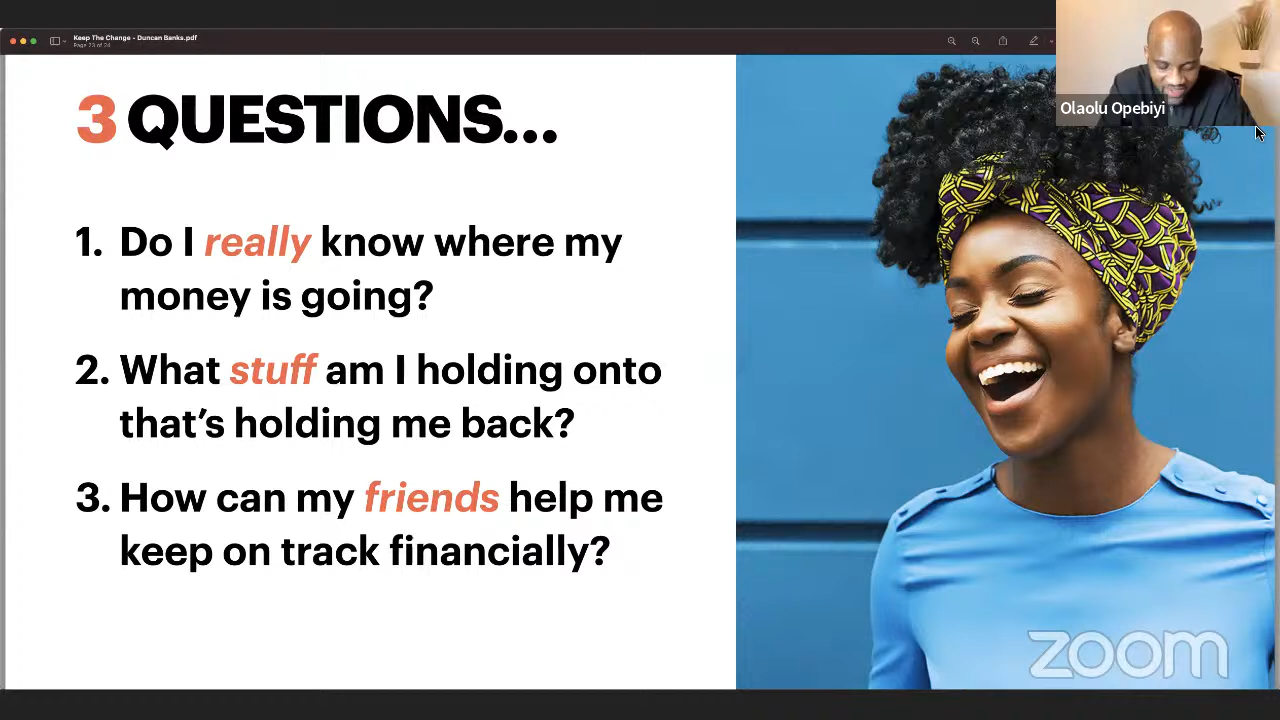 Keep The Change - Duncan Banks.pdf
Page 23 of 24
Olaolu Opebiyi
3 QUESTIONS...
1. Do I really know where my
money is going?
2. What stuff am I holding onto
that’s holding me back?
3. How can my friends help me
keep on track financially?
zoom